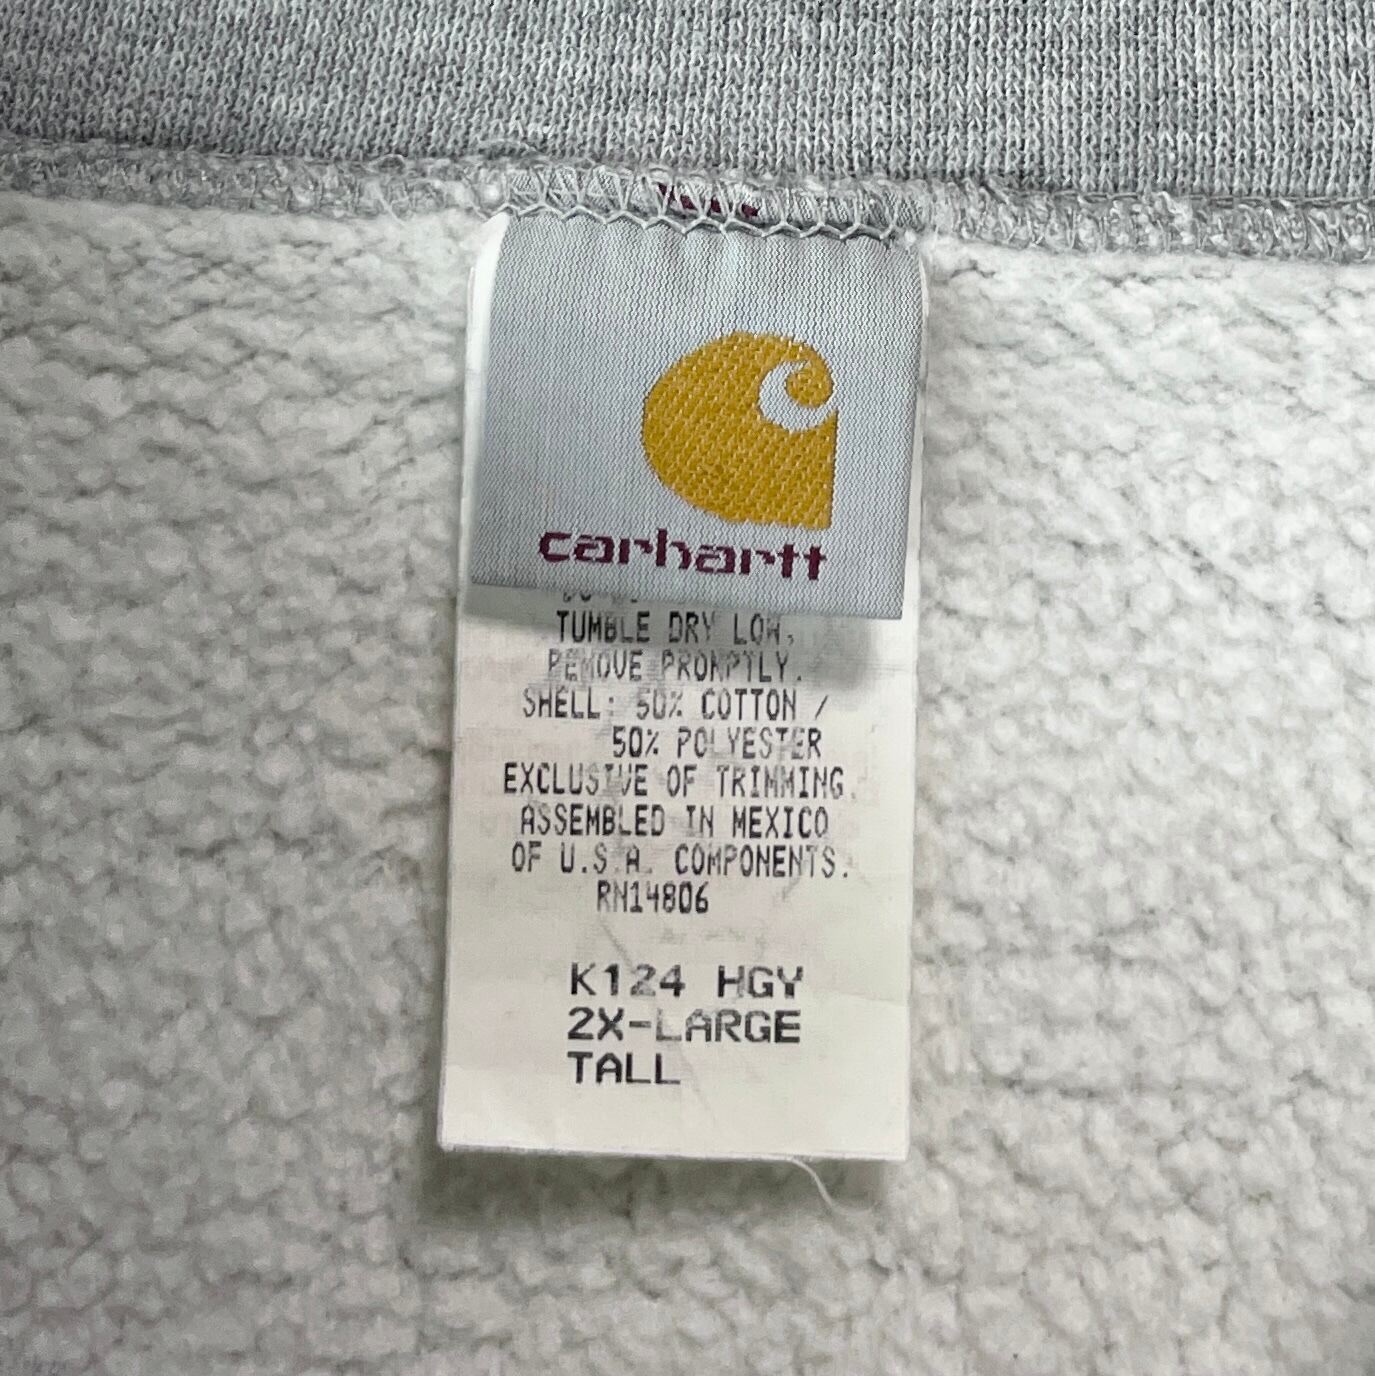 carhartt
TUMBLE DRY LOW,
REMOVE PROMPTLY.
SHELL: 50% COTTON /
50% POLYESTER
EXCLUSIVE OF TRIMMING.
ASSEMBLED IN MEXICO
OF U.S.A. COMPONENTS.
RN14806
K124 HGY
2X-LARGE
TALL